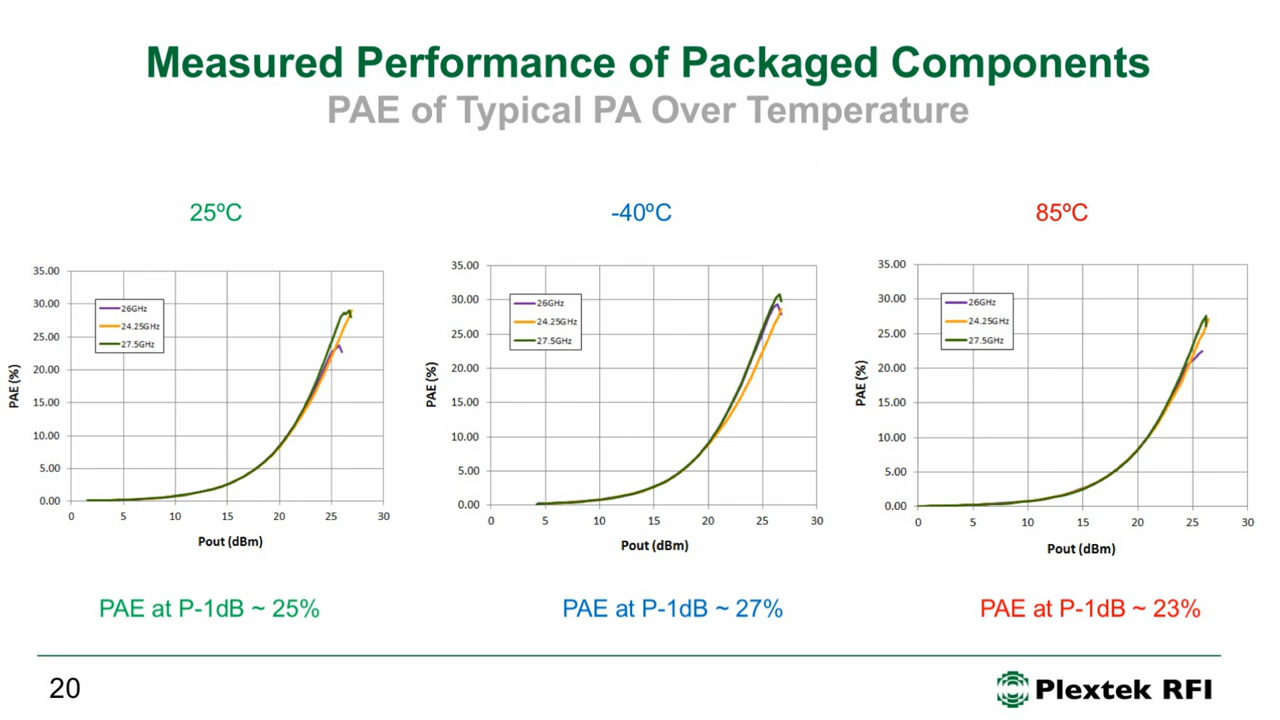 Measured Performance of Packaged Components
PAE of Typical PA Over Temperature
25ºC
35.00
30.00
25.00
20.00
15.00
10.00
5.00
0.00
PAE (%)
26GHz
24.25GHz
27.5GHz
0 5 10 15 20 25 30
Pout (dBm)
PAE at P-1dB ~ 25%
-40ºC
35.00
30.00
25.00
20.00
15.00
10.00
5.00
0.00
PAE (%)
26GHz
24.25GHz
27.5GHz
0 5 10 15 20 25 30
Pout (dBm)
PAE at P-1dB ~ 27%
85ºC
35.00
30.00
25.00
20.00
15.00
10.00
5.00
0.00
PAE (%)
26GHz
24.25GHz
27.5GHz
0 5 10 15 20 25 30
Pout (dBm)
PAE at P-1dB ~ 23%
20
Plextek RFI